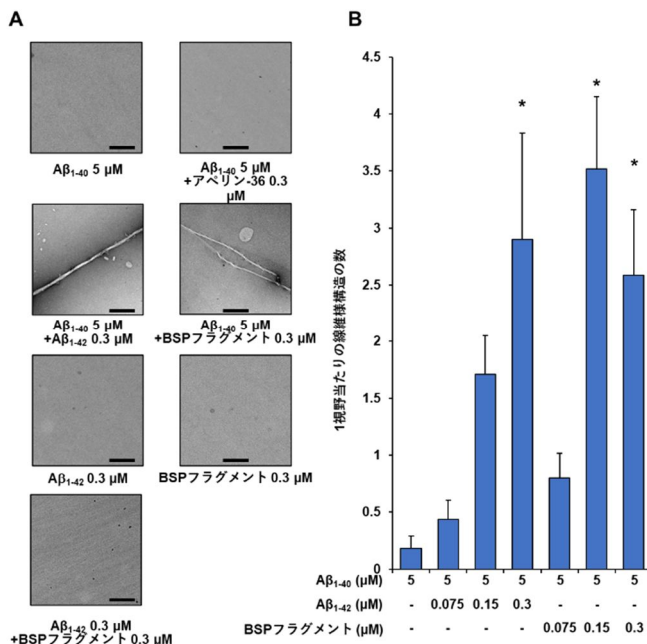 A
Aβ1-40 5 μM
Aβ1-40 5 μM
+アペリン-36 0.3
μM
Aβ1-40 5 μM
+Aβ1-42 0.3 μM
Aβ1-40 5 μM
+BSPフラグメント 0.3 μM
Aβ1-42 0.3 μM
BSPフラグメント 0.3 μM
Aβ1-42 0.3 μM
+BSPフラグメント 0.3 μM
B
1視野当たりの線維様構造の数
4.5
4
3.5
3
2.5
2
1.5
1
0.5
0
* * *
Aβ1-40 (μM) 5 5 5 5 5 5 5
Aβ1-42 (μM) - 0.075 0.15 0.3 - - -
BSPフラグメント (μM) - - - - 0.075 0.15 0.3